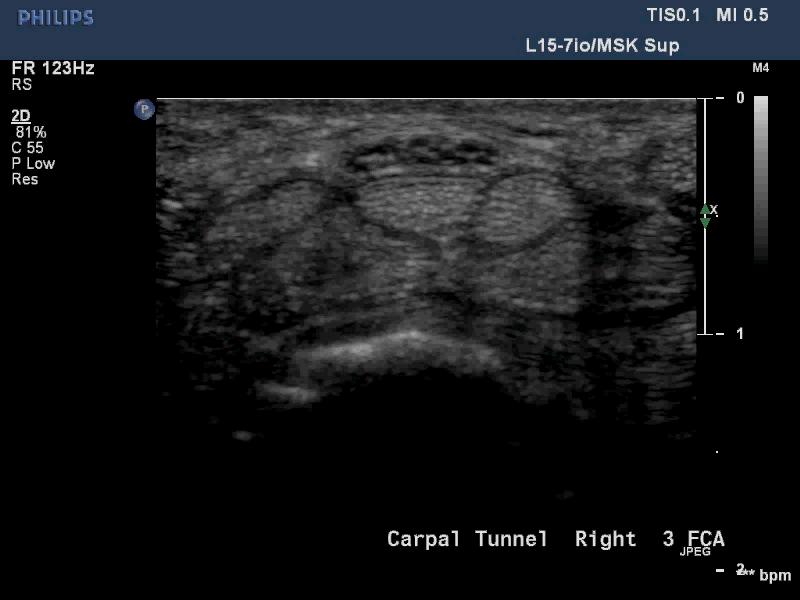 PHILIPS
TIS0.1 MI 0.5
L15-7io/MSK Sup
FR 123Hz
RS
M4
P
0
2D
81%
C 55
P Low
Res
X
1
Carpal Tunnel Right 3 FCA
JPEG
*** bpm